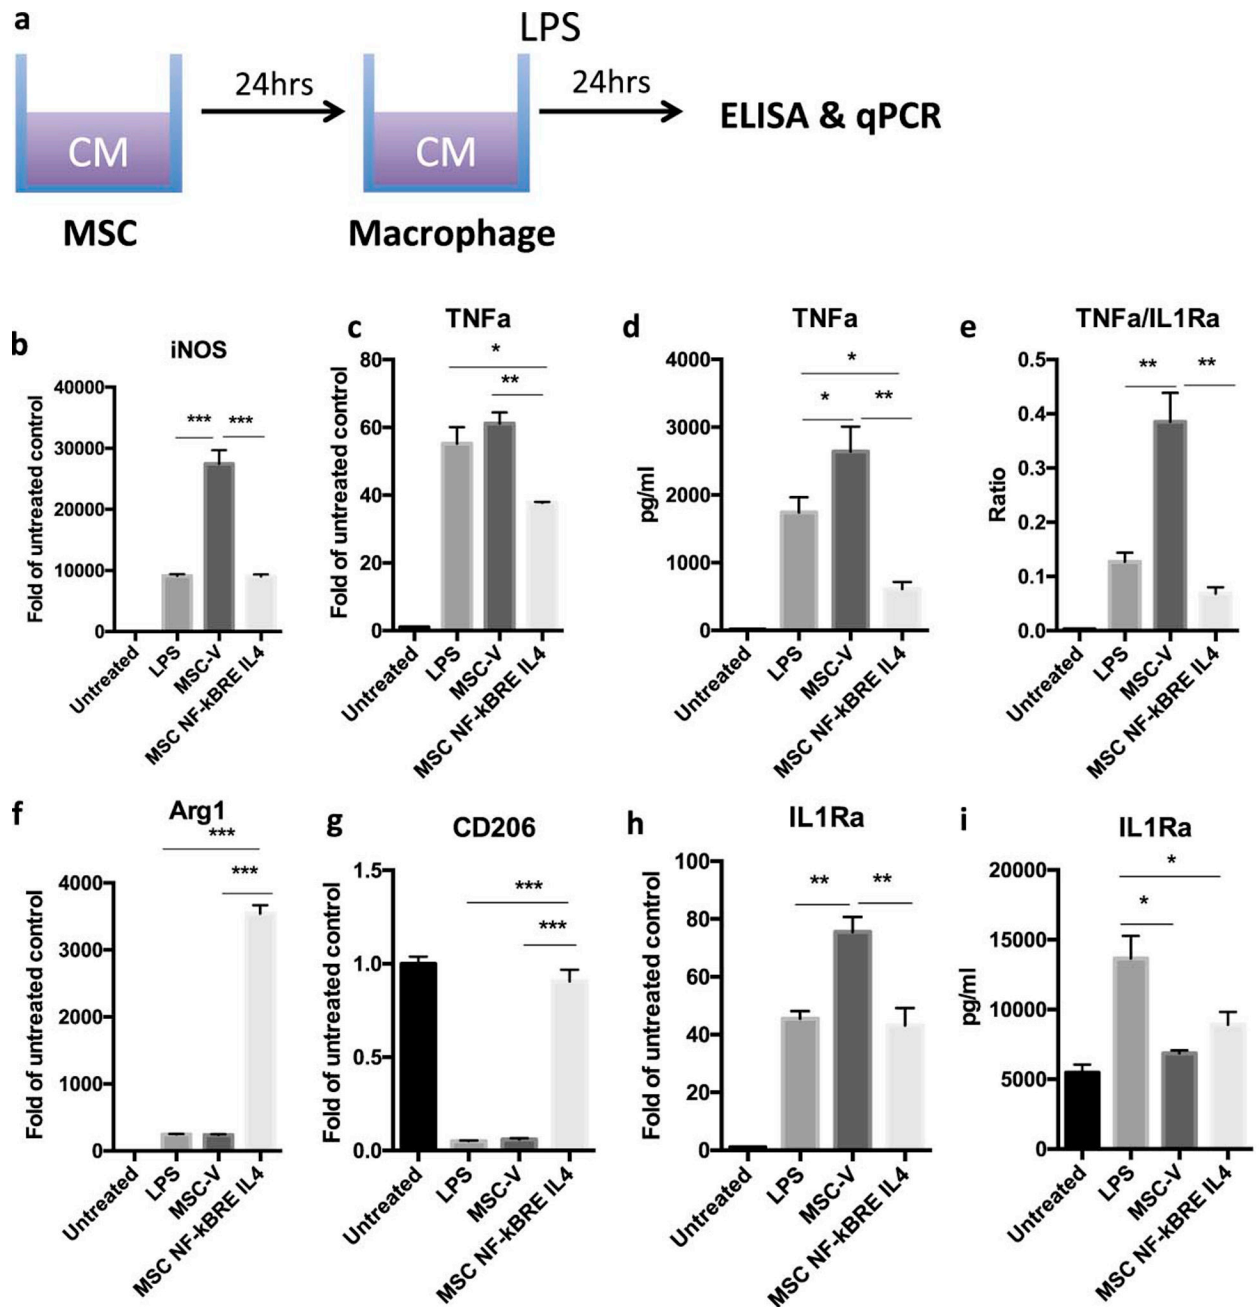 a
LPS
24hrs
24hrs
CM
CM
ELISA & qPCR
MSC
Macrophage
b
iNOS
Fold of untreated control
40000
30000
20000
10000
0
***
***
Untreated
LPS
MSC-V
MSC NF-kBRE IL4
c
TNFa
Fold of untreated control
80
60
40
20
0
*
**
Untreated
LPS
MSC-V
MSC NF-kBRE IL4
d
TNFa
pg/ml
4000
3000
2000
1000
0
*
*
**
Untreated
LPS
MSC-V
MSC NF-kBRE IL4
e
TNFa/IL1Ra
Ratio
0.5
0.4
0.3
0.2
0.1
0.0
**
**
Untreated
LPS
MSC-V
MSC NF-kBRE IL4
f
Arg1
Fold of untreated control
4000
3000
2000
1000
0
***
***
Untreated
LPS
MSC-V
MSC NF-kBRE IL4
g
CD206
Fold of untreated control
1.5
1.0
0.5
0.0
***
***
Untreated
LPS
MSC-V
MSC NF-kBRE IL4
h
IL1Ra
Fold of untreated control
100
80
60
40
20
0
**
**
Untreated
LPS
MSC-V
MSC NF-kBRE IL4
i
IL1Ra
pg/ml
20000
15000
10000
5000
0
*
*
Untreated
LPS
MSC-V
MSC NF-kBRE IL4